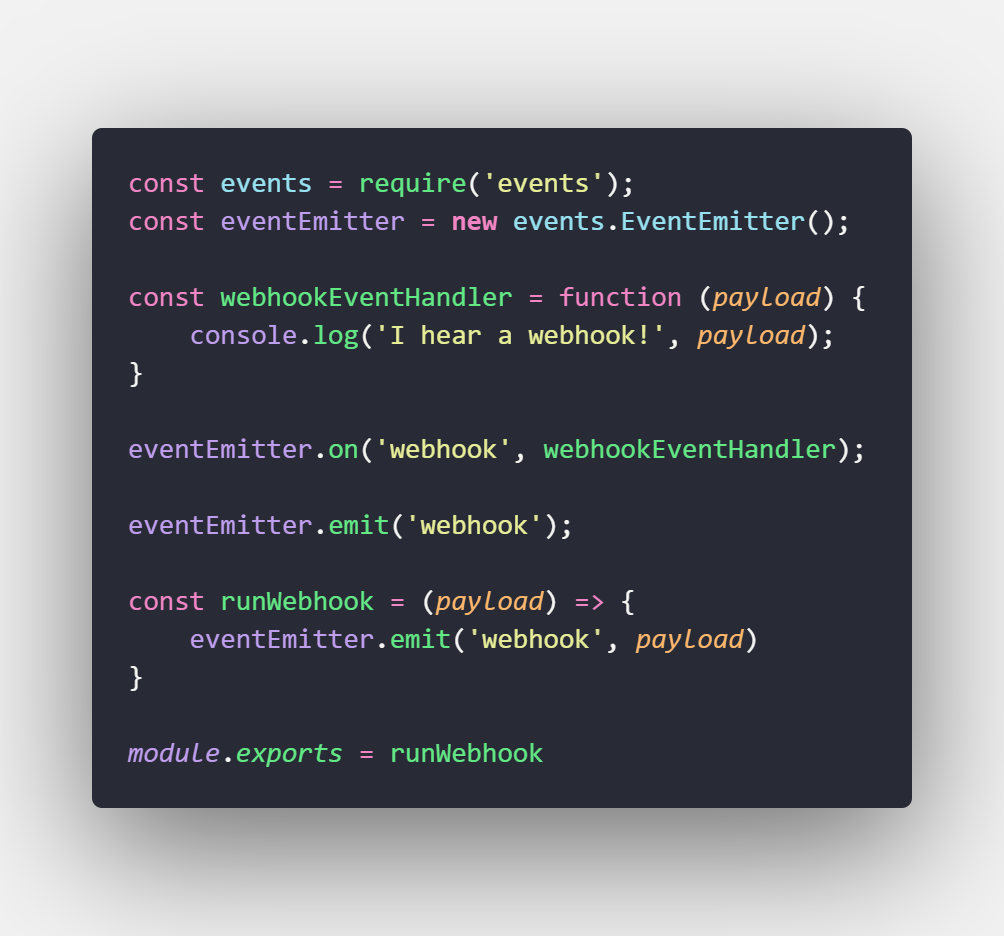 const events = require('events');
const eventEmitter = new events.EventEmitter();

const webhookEventHandler = function (payload) {
    console.log('I hear a webhook!', payload);
}

eventEmitter.on('webhook', webhookEventHandler);

eventEmitter.emit('webhook');

const runWebhook = (payload) => {
    eventEmitter.emit('webhook', payload)
}

module.exports = runWebhook